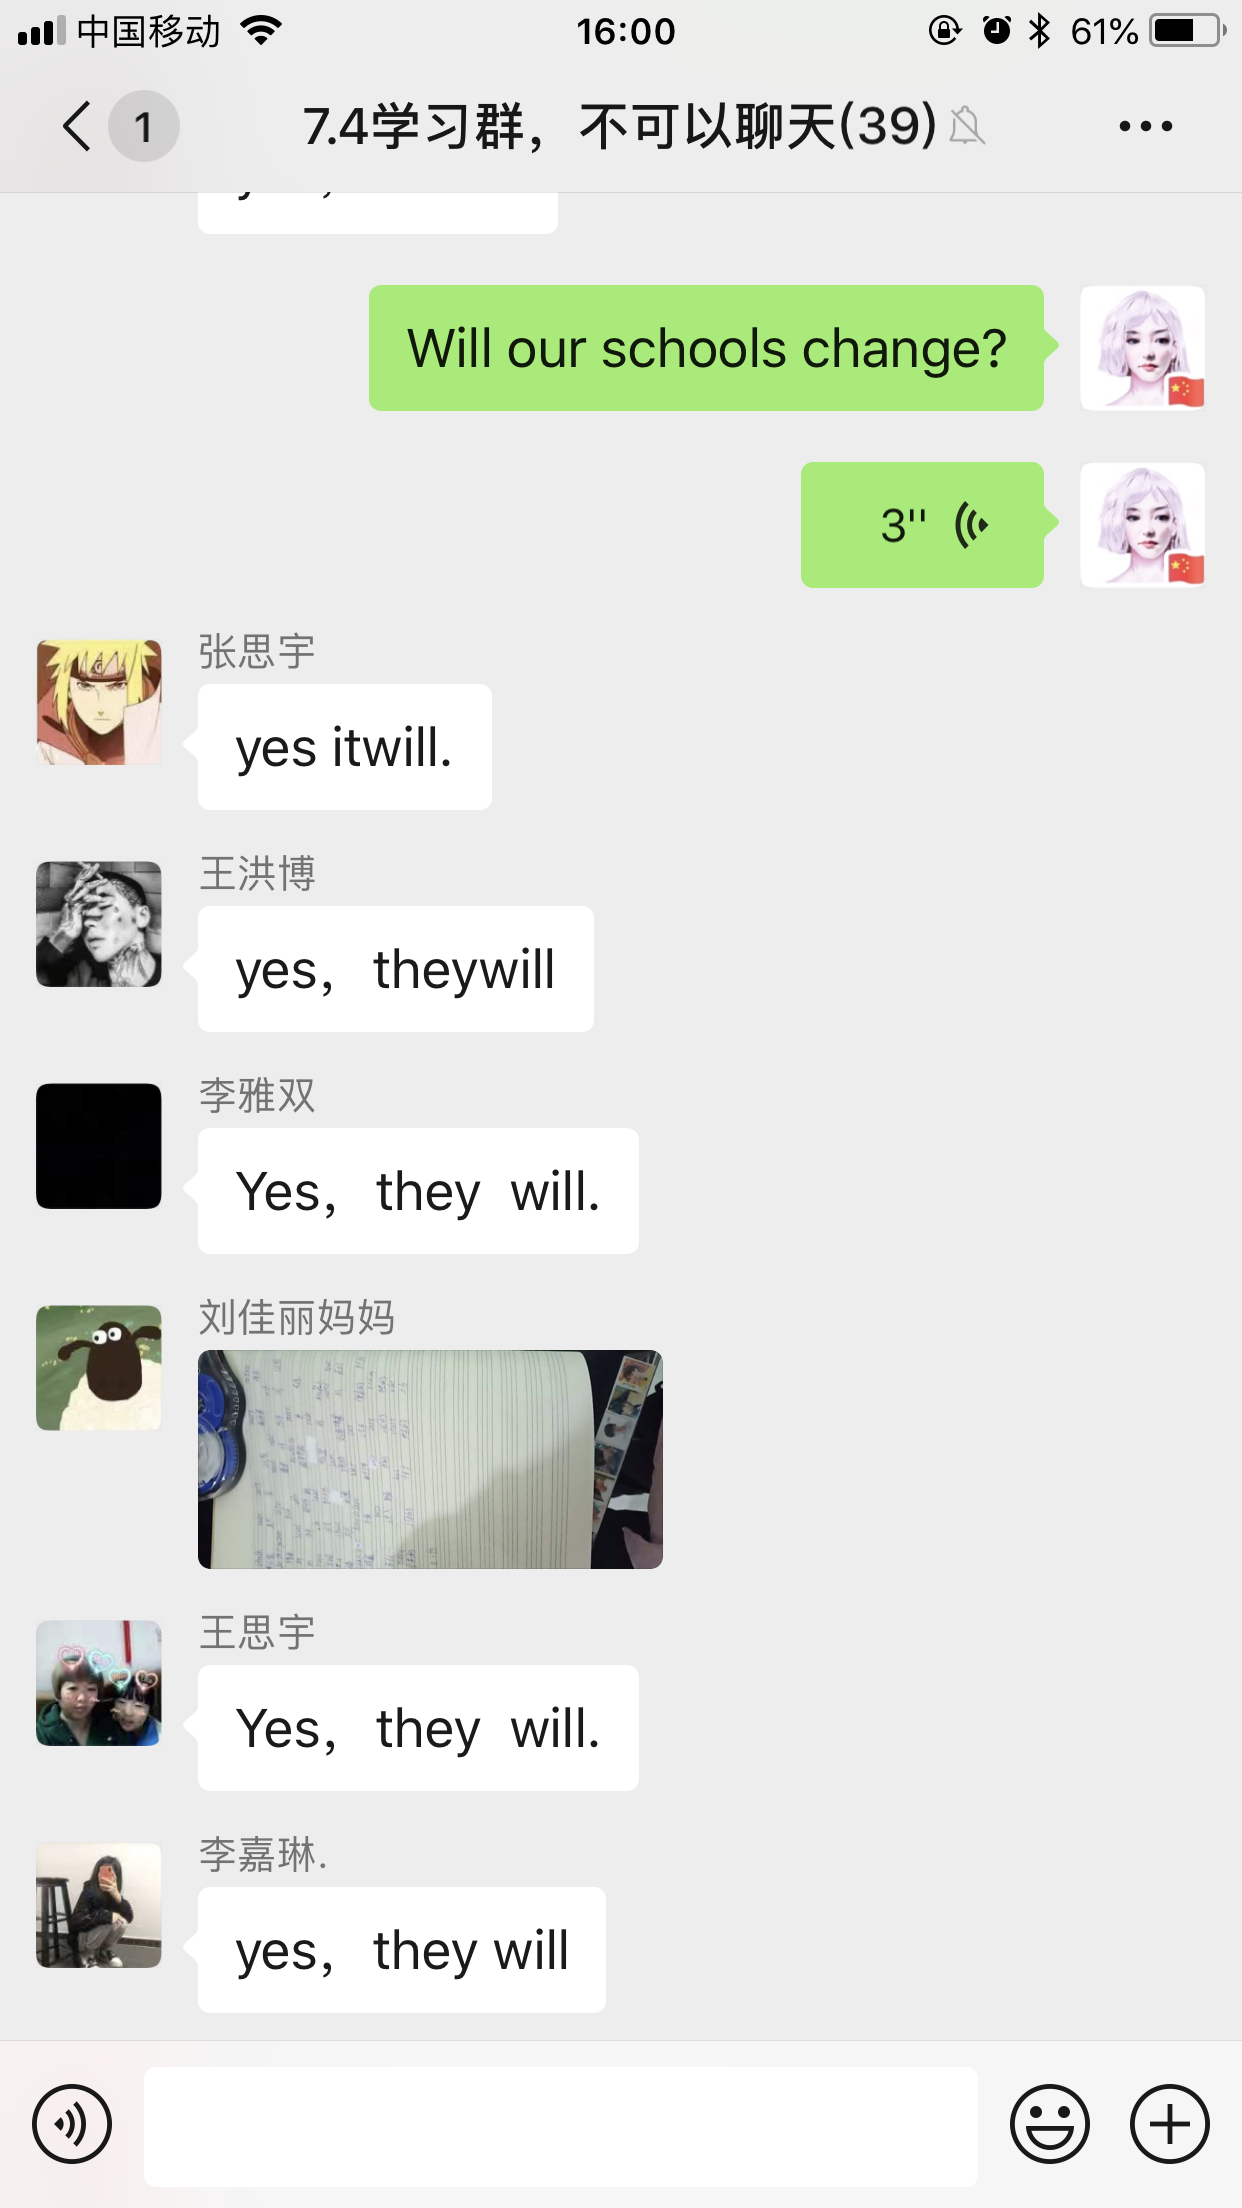 中国移动
16:00
61%
1
7.4学习群，不可以聊天(39)
Will our schools change?
3"
张思宇
yes itwill.
王洪博
yes，theywill
李雅双
Yes，they will.
刘佳丽妈妈
王思宇
Yes，they will.
李嘉琳.
yes，they will